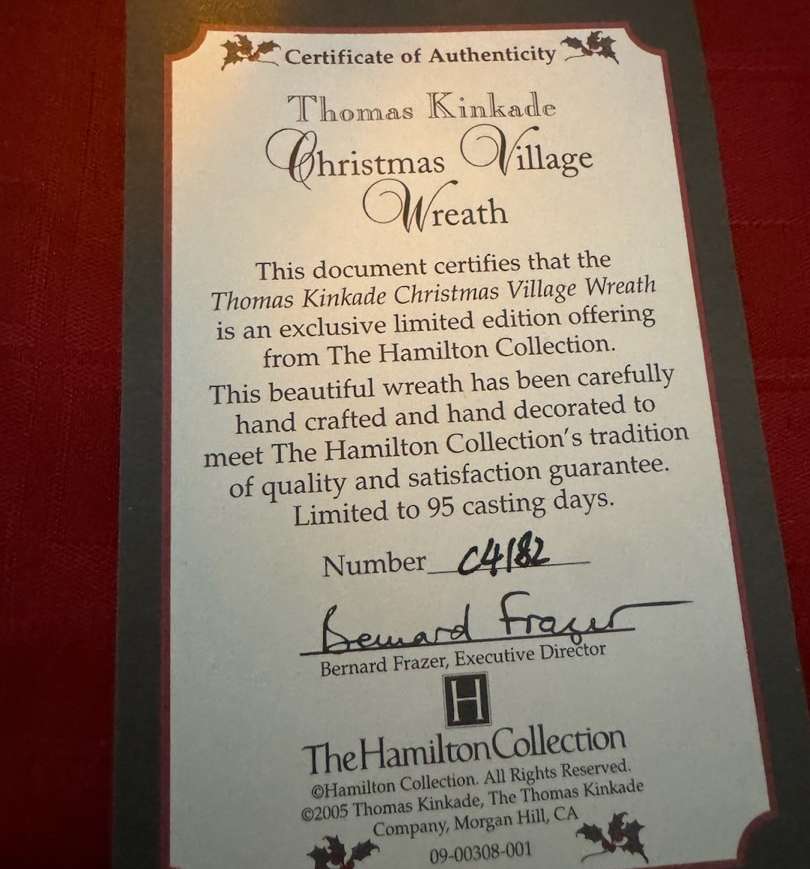 Certificate of Authenticity
Thomas Kinkade
Christmas Village
Wreath
This document certifies that the
Thomas Kinkade Christmas Village Wreath
is an exclusive limited edition offering
from The Hamilton Collection.
This beautiful wreath has been carefully
hand crafted and hand decorated to
meet The Hamilton Collection's tradition
of quality and satisfaction guarantee.
Limited to 95 casting days.
Number C4182
Bernard Frazer
Bernard Frazer, Executive Director
H
The Hamilton Collection
©Hamilton Collection. All Rights Reserved.
©2005 Thomas Kinkade, The Thomas Kinkade
Company, Morgan Hill, CA
09-00308-001